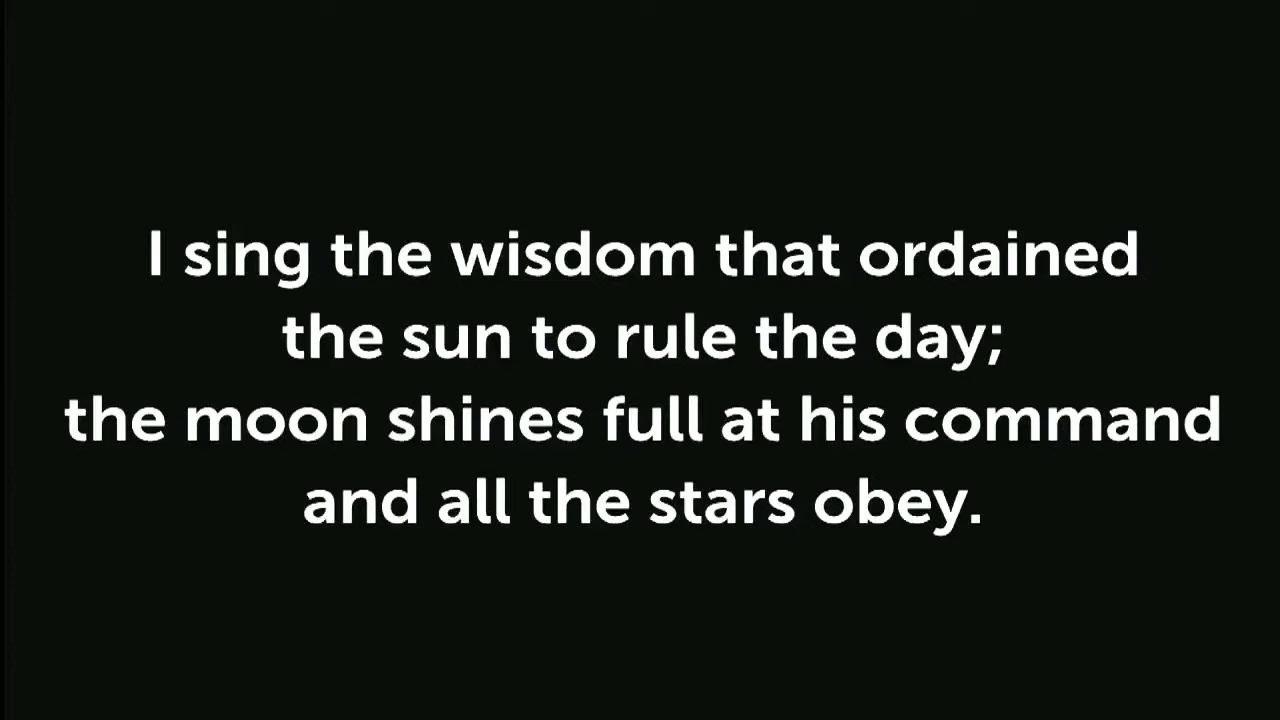 I sing the wisdom that ordained
the sun to rule the day;
the moon shines full at his command
and all the stars obey.